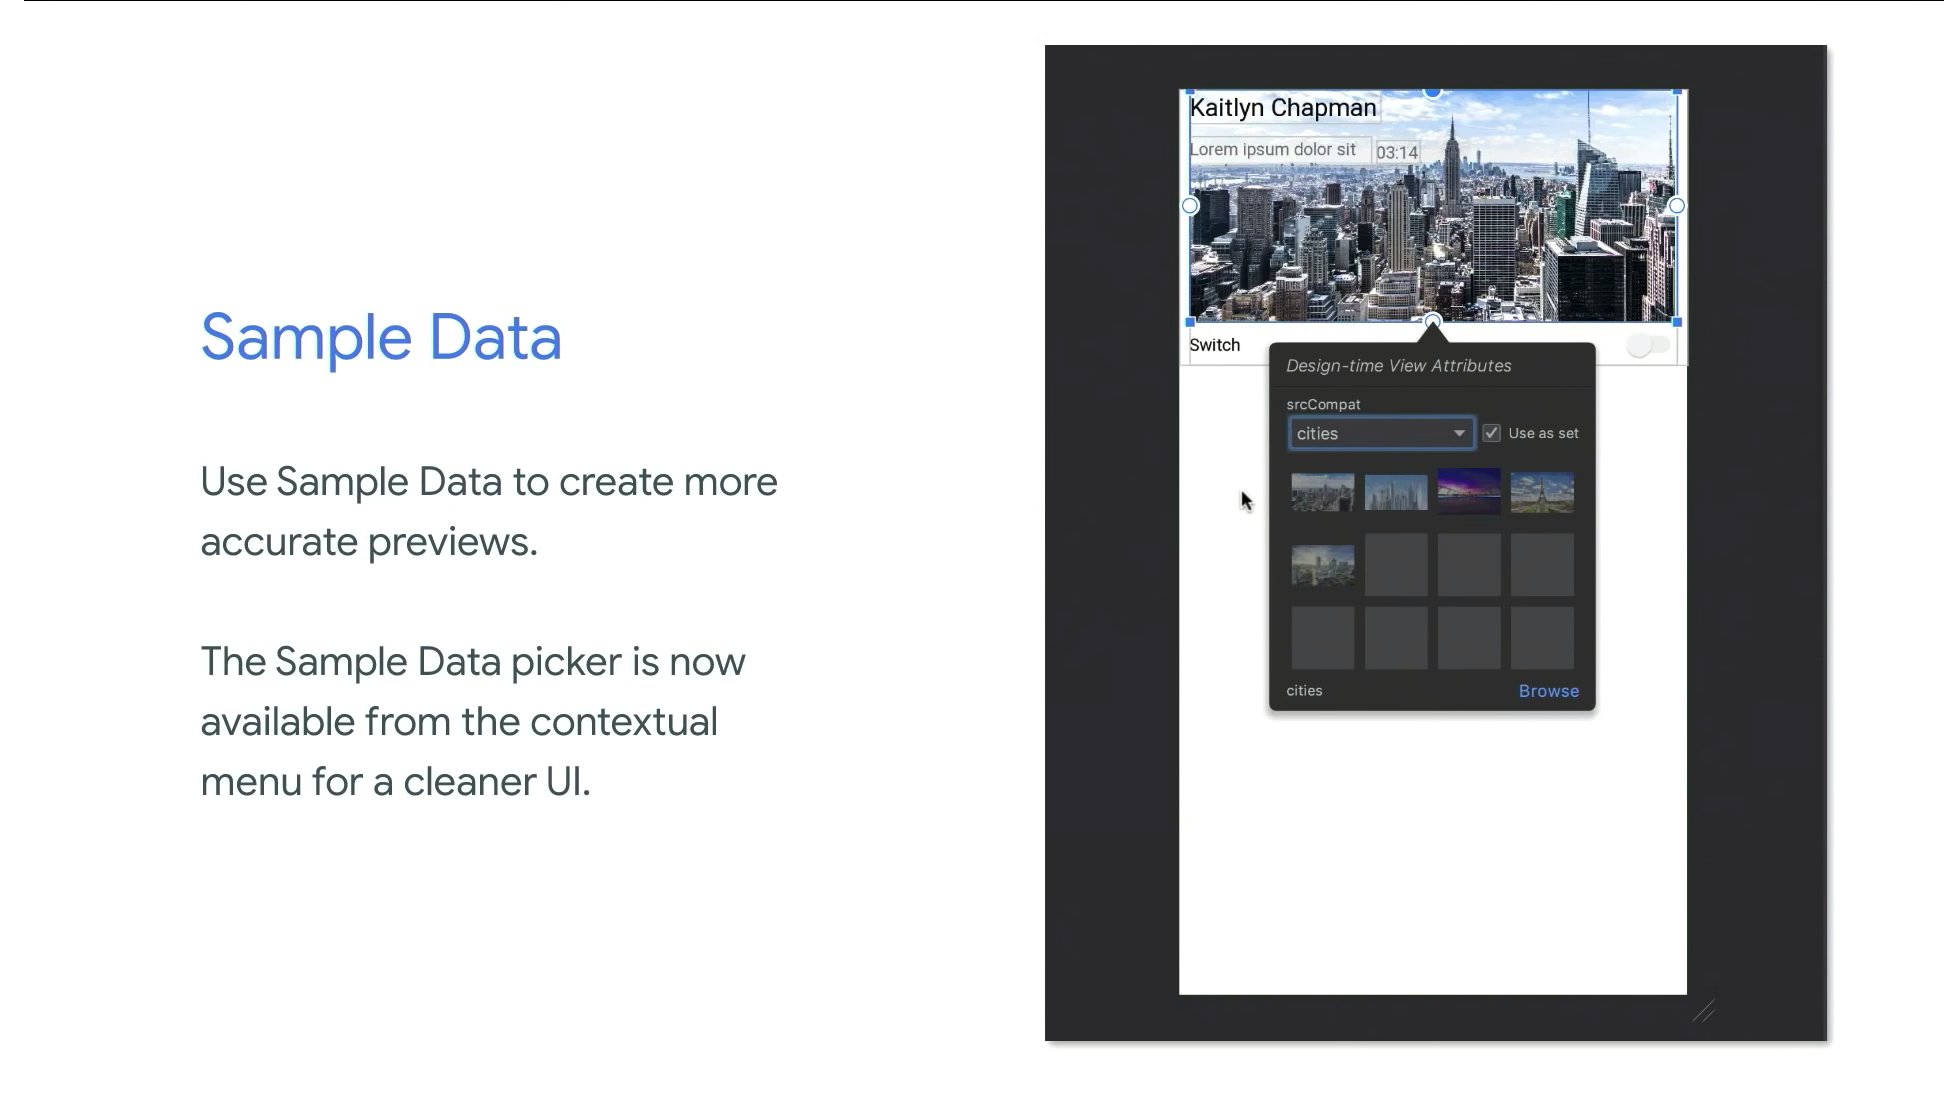 Sample Data
Use Sample Data to create more
accurate previews.
The Sample Data picker is now
available from the contextual
menu for a cleaner UI.
Kaitlyn Chapman
Lorem ipsum dolor sit
03:14
Switch
Design-time View Attributes
srcCompat
cities
Use as set
cities
Browse